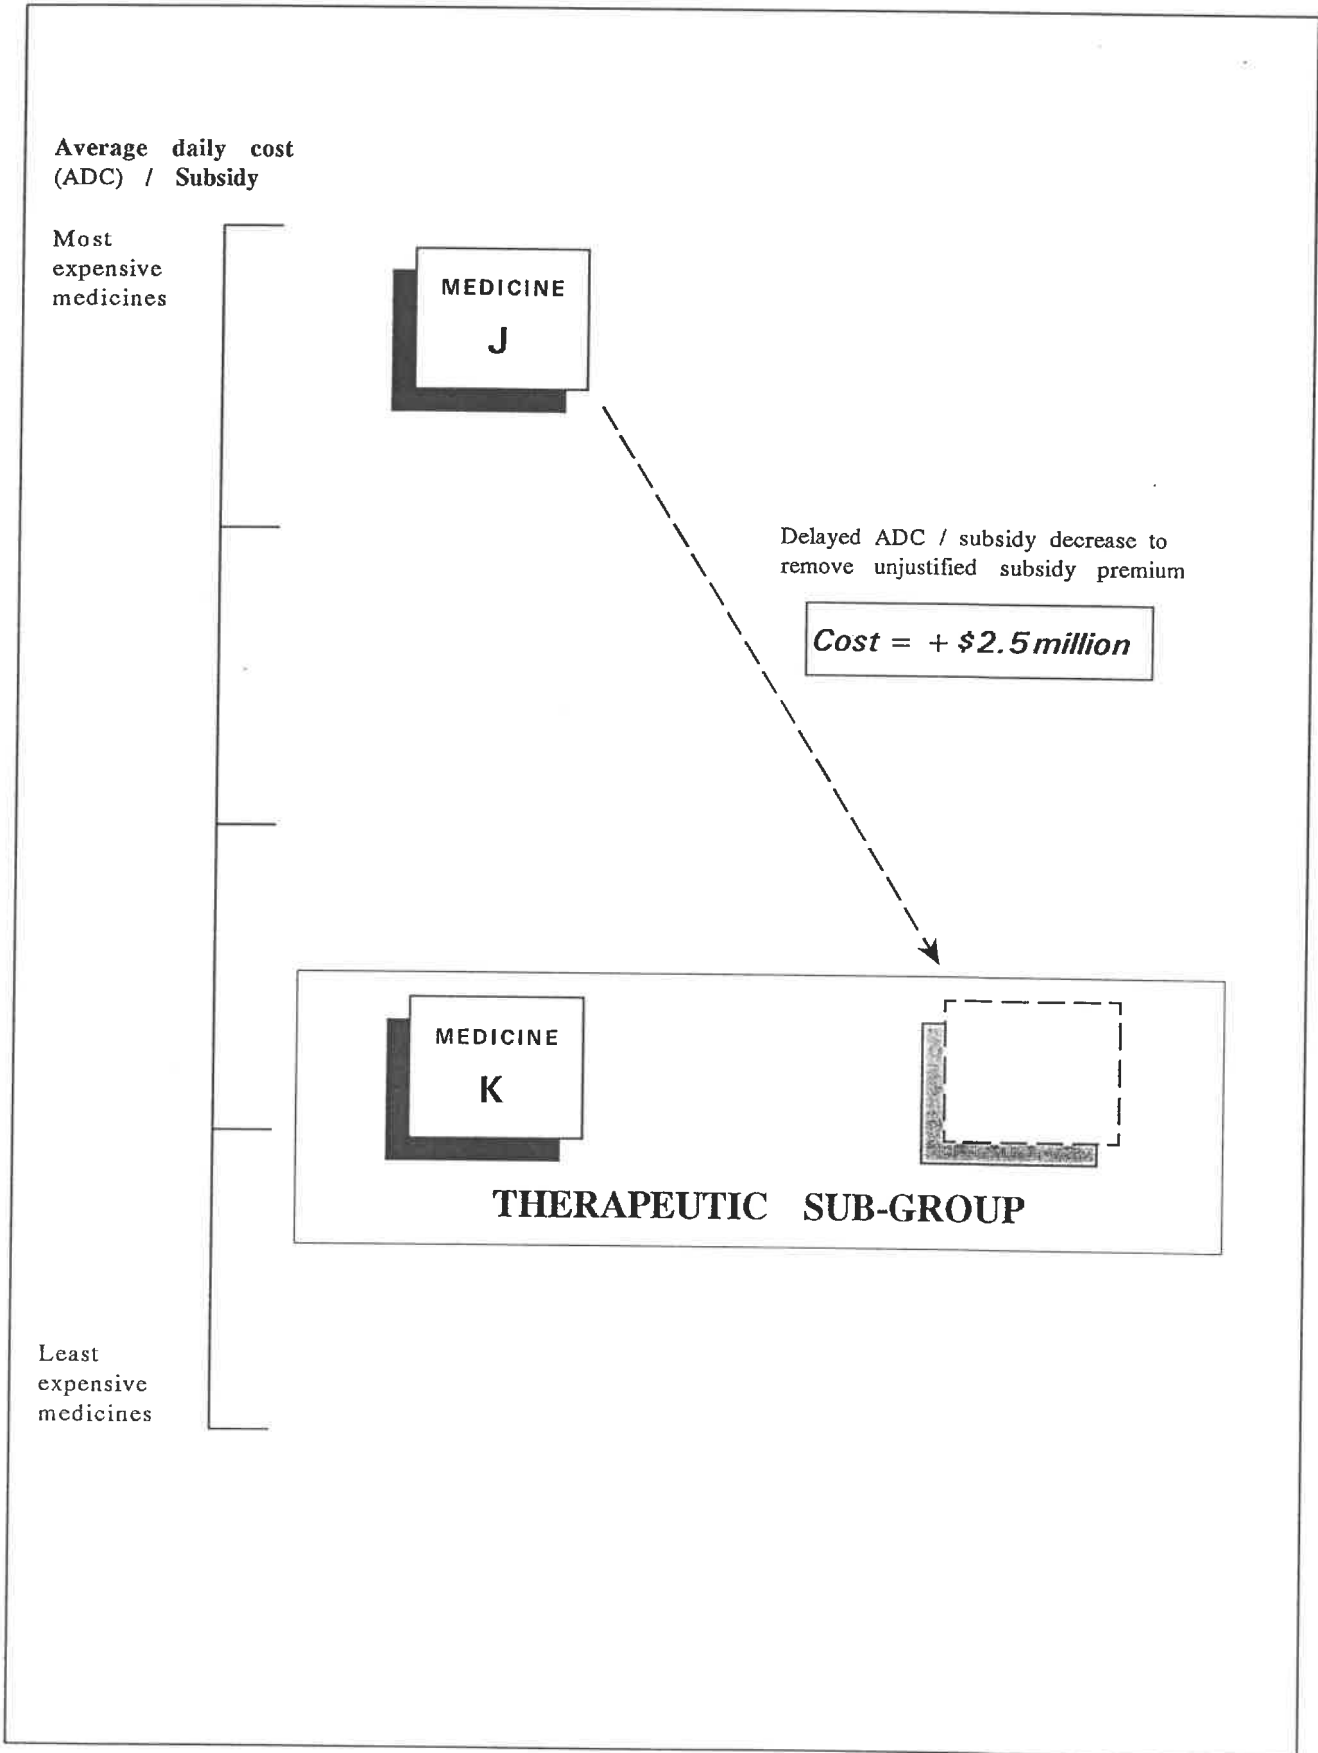 Average daily cost
(ADC) / Subsidy
Most
expensive
medicines
MEDICINE
J
Delayed ADC / subsidy decrease to
remove unjustified subsidy premium
Cost = + $2.5 million
MEDICINE
K
THERAPEUTIC SUB-GROUP
Least
expensive
medicines